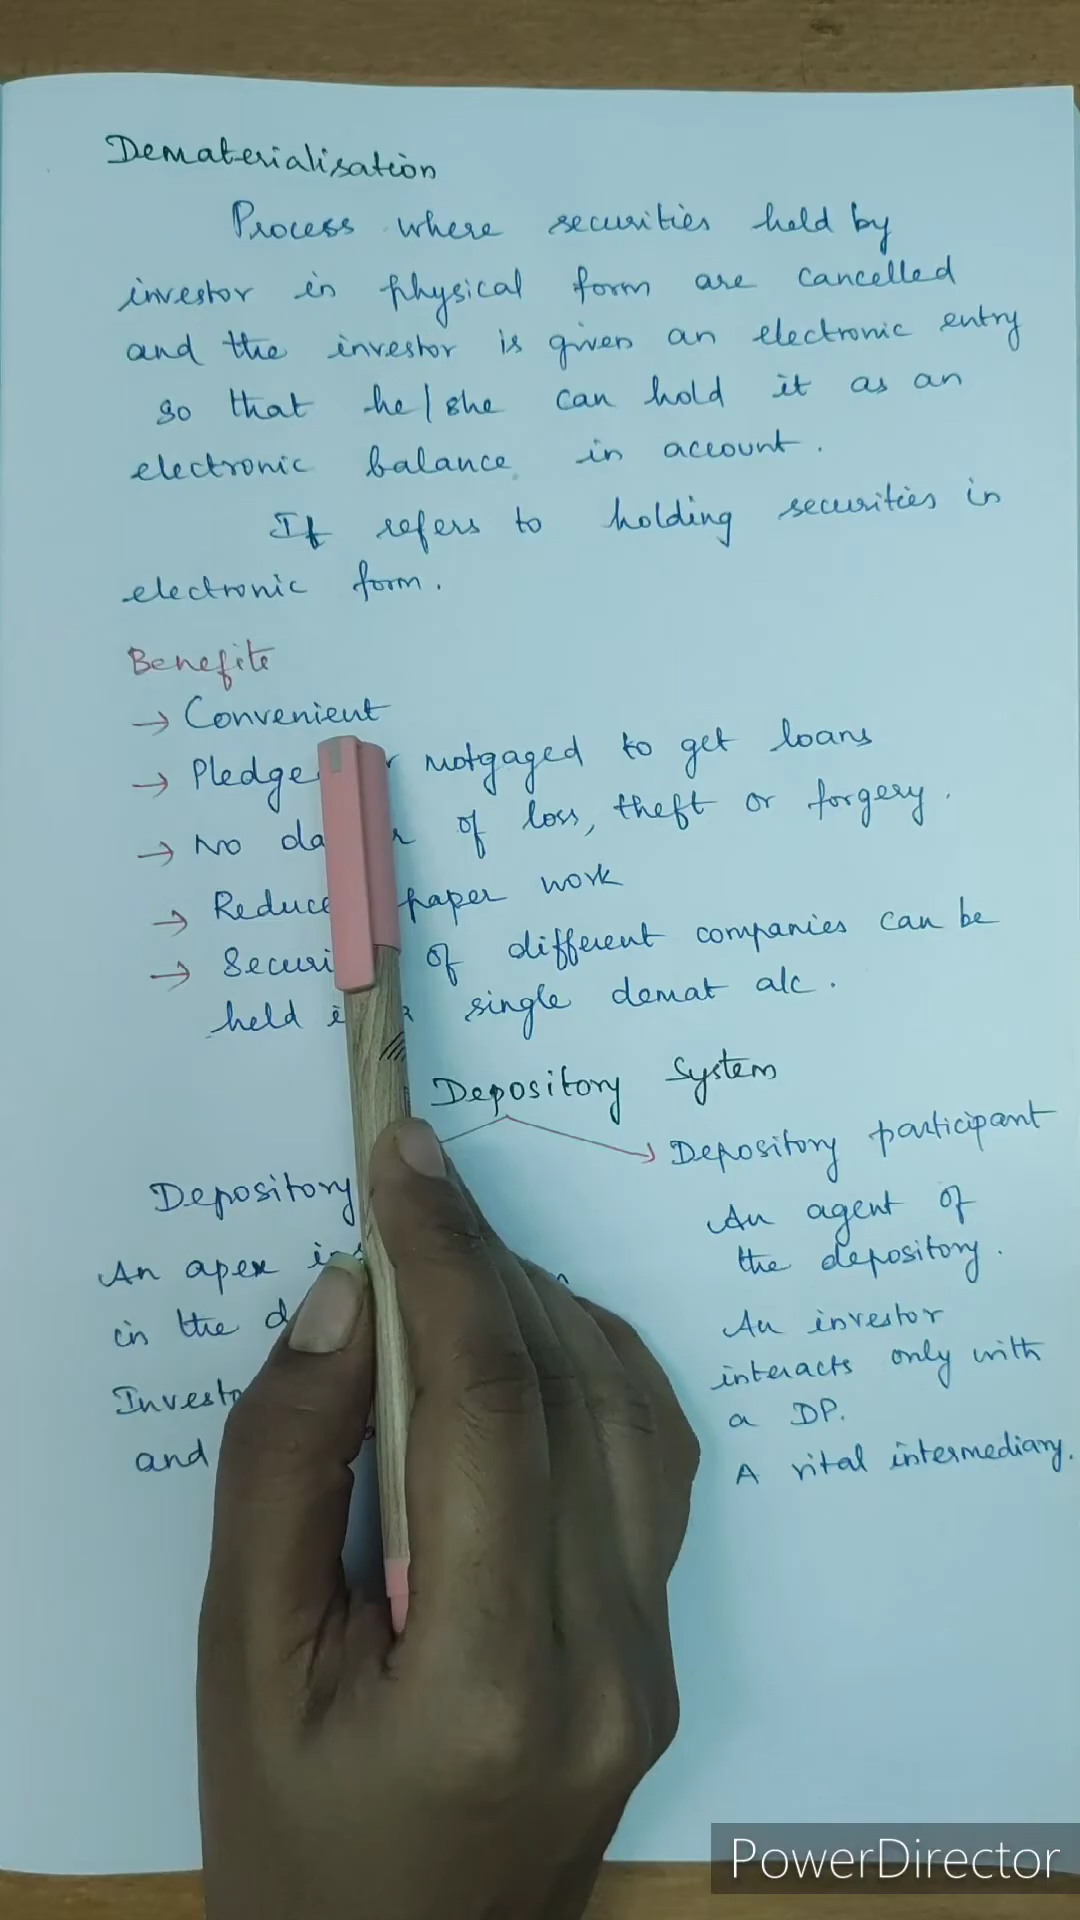 Dematerialisation
Process where securities held by
investor in physical form are cancelled
and the investor is given an electronic entry
so that he/she can hold it as an
electronic balance in account.
It refers to holding securities in
electronic form.
Benefits
→ Convenient
→ Pledge motgaged to get loans
→ No of loss, theft or forgery.
→ Reduce paper work
→ of different companies can be
held single demat a/c.
Depository System
Depository
→ Depository participant
An apex
in the
Investo
and
An agent of
the depository.
An investor
interacts only with
a DP.
A vital intermediary.
PowerDirector